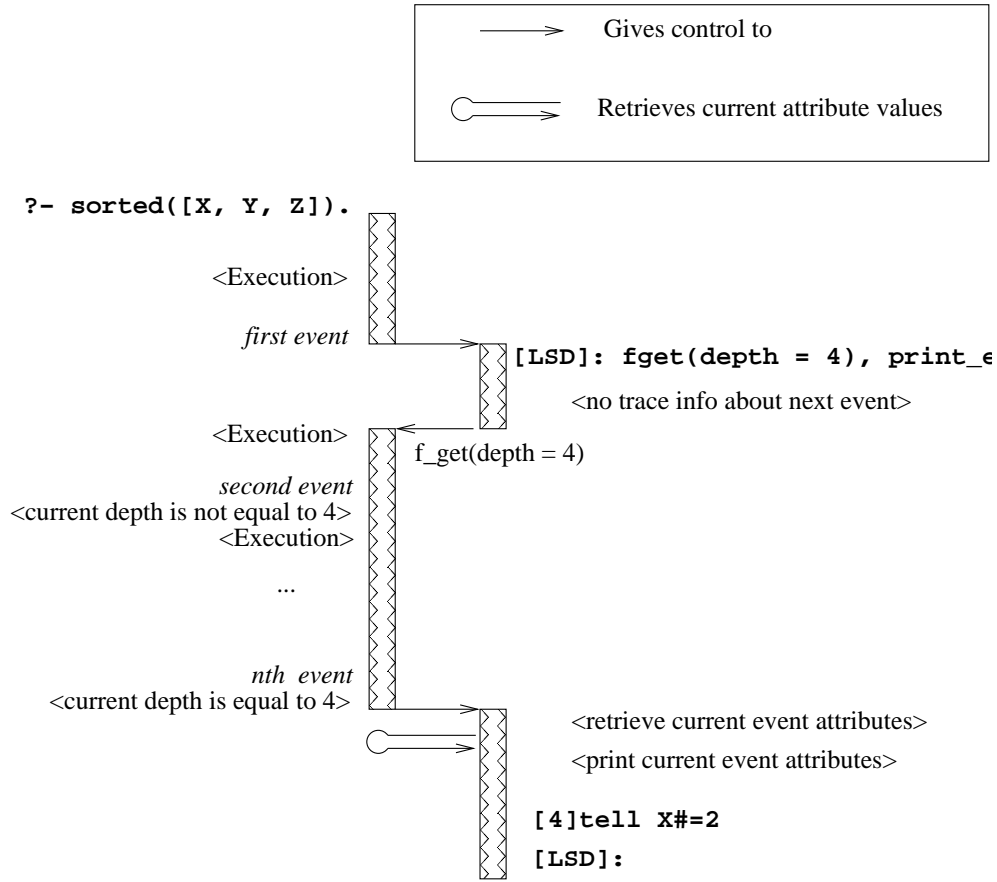 Gives control to
Retrieves current attribute values
?- sorted([X, Y, Z]).
<Execution>
first event
[LSD]: fget(depth = 4), print_e
<no trace info about next event>
<Execution>
f_get(depth = 4)
second event
<current depth is not equal to 4>
<Execution>
...
nth event
<current depth is equal to 4>
<retrieve current event attributes>
<print current event attributes>
[4]tell X#=2
[LSD]: